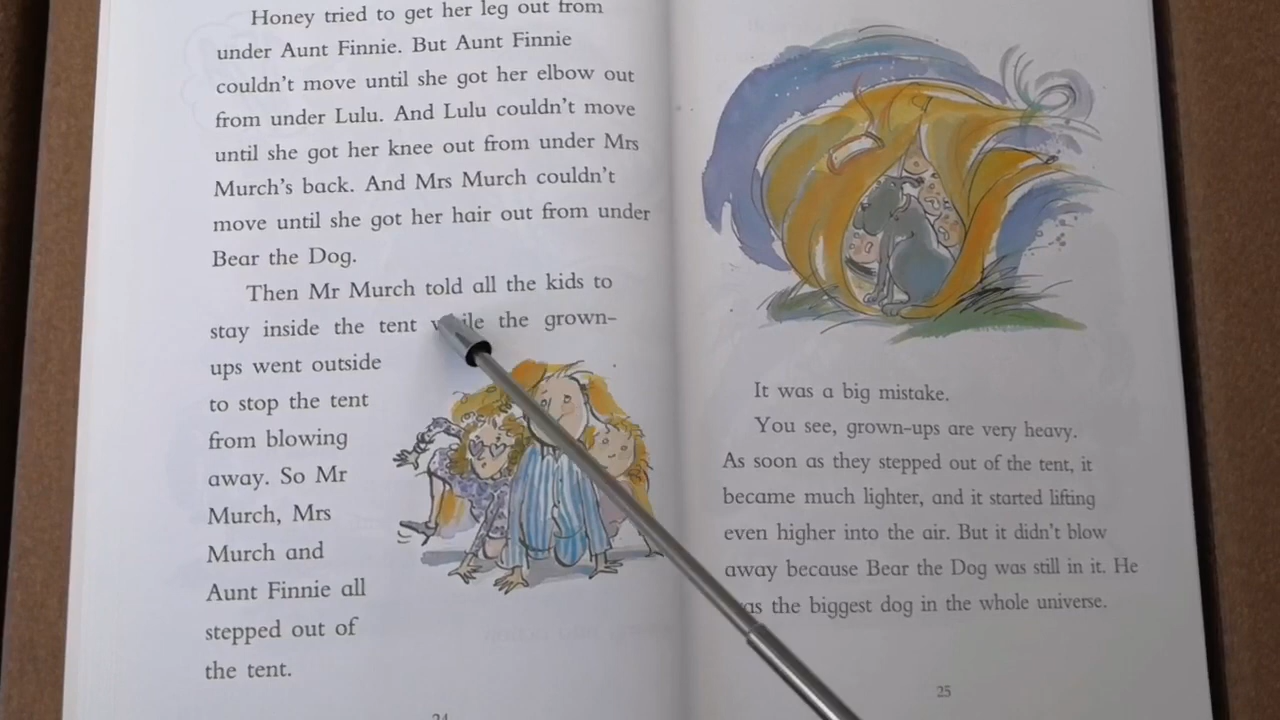 Honey tried to get her leg out from
under Aunt Finnie. But Aunt Finnie
couldn't move until she got her elbow out
from under Lulu. And Lulu couldn't move
until she got her knee out from under Mrs
Murch's back. And Mrs Murch couldn't
move until she got her hair out from under
Bear the Dog.
Then Mr Murch told all the kids to
stay inside the tent while the grown-
ups went outside
to stop the tent
from blowing
away. So Mr
Murch, Mrs
Murch and
Aunt Finnie all
stepped out of
the tent.
24
It was a big mistake.
You see, grown-ups are very heavy.
As soon as they stepped out of the tent, it
became much lighter, and it started lifting
even higher into the air. But it didn't blow
away because Bear the Dog was still in it. He
was the biggest dog in the whole universe.
25